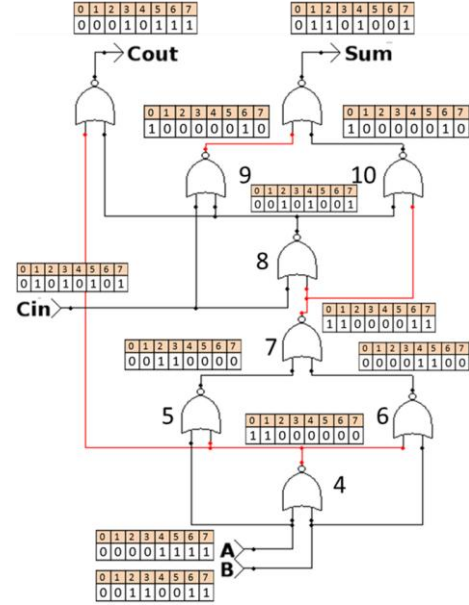 0 1 2 3 4 5 6 7
0 0 0 1 0 1 1 1
0 1 2 3 4 5 6 7
0 1 1 0 1 0 0 1
Cout
Sum
0 1 2 3 4 5 6 7
1 0 0 0 0 0 1 0
0 1 2 3 4 5 6 7
1 0 0 0 0 0 1 0
9
10
0 1 2 3 4 5 6 7
0 0 1 0 1 0 0 1
8
0 1 2 3 4 5 6 7
0 1 0 1 0 1 0 1
Cin
0 1 2 3 4 5 6 7
1 1 0 0 0 0 1 1
7
0 1 2 3 4 5 6 7
0 0 1 1 0 0 0 0
0 1 2 3 4 5 6 7
0 0 0 0 1 1 0 0
5
6
0 1 2 3 4 5 6 7
1 1 0 0 0 0 0 0
4
0 1 2 3 4 5 6 7
0 0 0 0 1 1 1 1
A
B
0 1 2 3 4 5 6 7
0 0 1 1 0 0 1 1